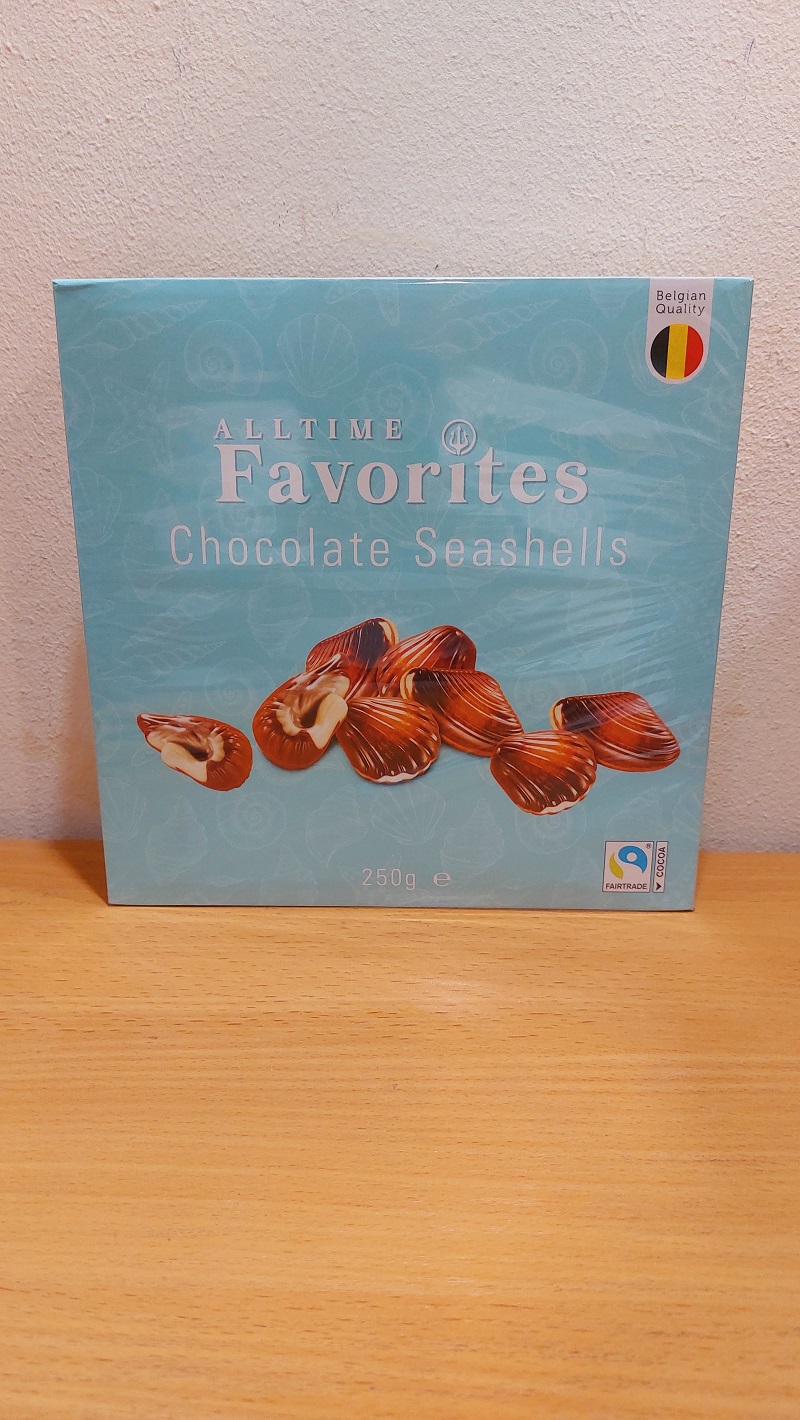 Belgian
Quality
ALLTIME
Favorites
Chocolate Seashells
250g ℮
®
FAIRTRADE
COCOA